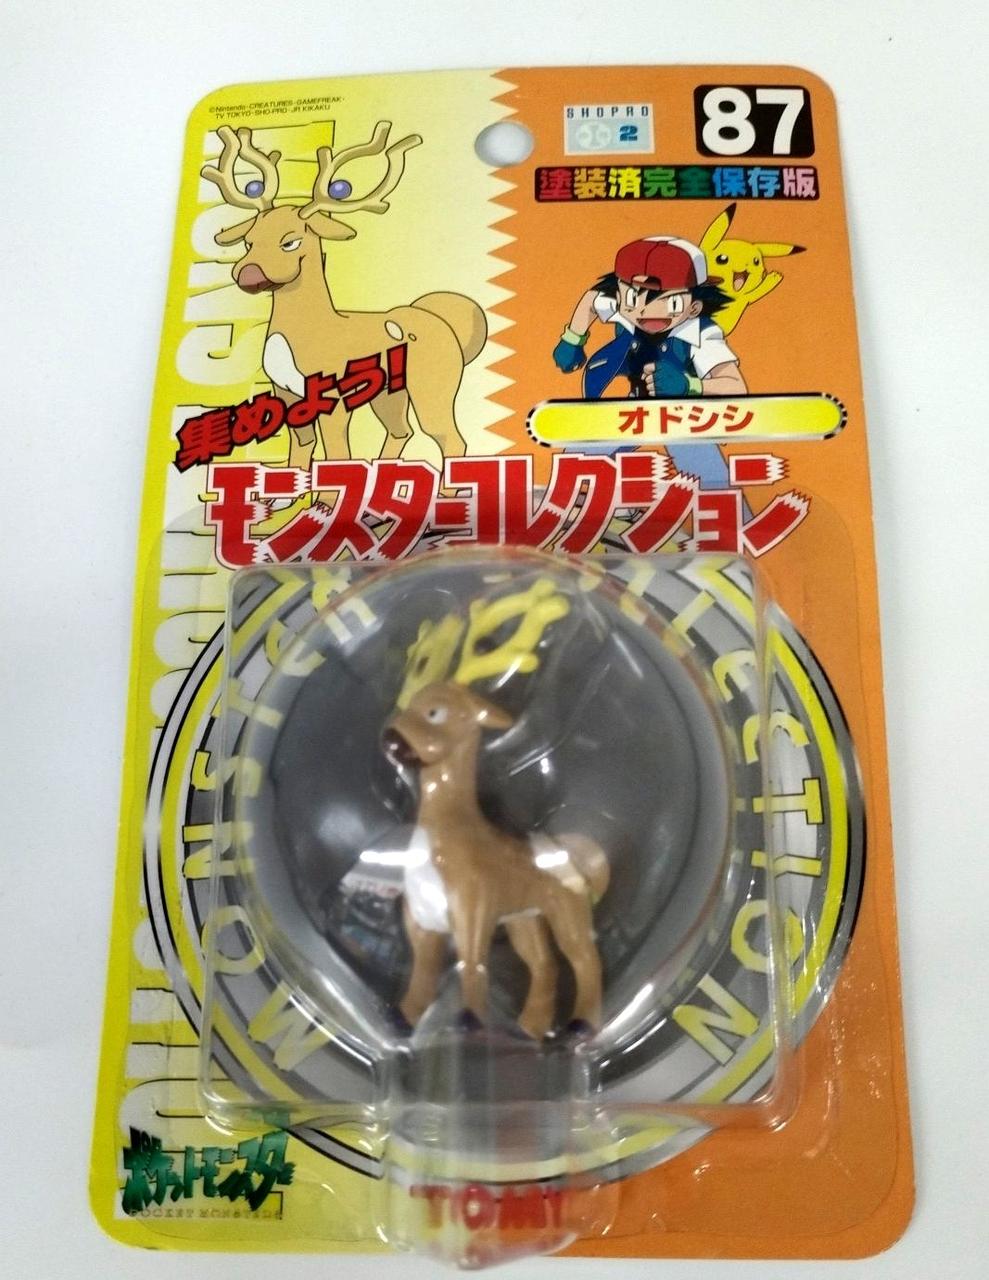 ©Nintendo・CREATURES・GAMEFREAK・
TV TOKYO・SHO-PRO・JR KIKAKU
SHOPRO
2
87
塗装済完全保存版
オドシシ
集めよう!
モンスターコレクション
MONSTER COLLECTION
ポケットモンスター
POCKET MONSTERS
TOMY